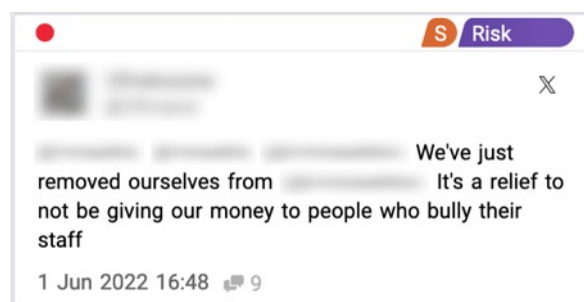 S Risk
𝕏
We've just
removed ourselves from It's a relief to
not be giving our money to people who bully their
staff
1 Jun 2022 16:48 9